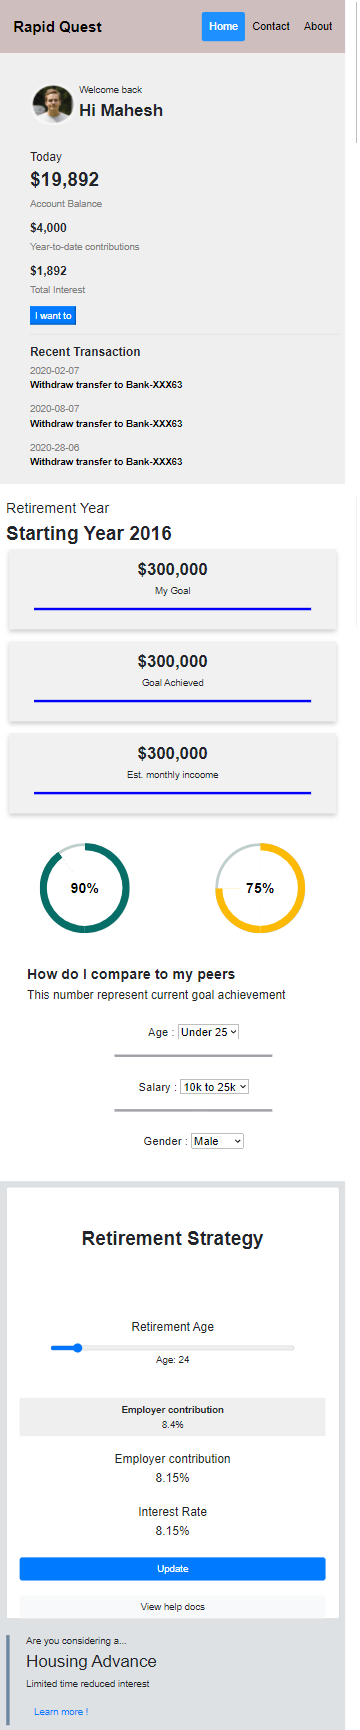 Rapid Quest
Home Contact About
Welcome back
Hi Mahesh
Today
$19,892
Account Balance
$4,000
Year-to-date contributions
$1,892
Total Interest
I want to
Recent Transaction
2020-02-07
Withdraw transfer to Bank-XXX63
2020-08-07
Withdraw transfer to Bank-XXX63
2020-28-06
Withdraw transfer to Bank-XXX63
Retirement Year
Starting Year 2016
$300,000
My Goal
$300,000
Goal Achieved
$300,000
Est. monthly incoome
90% 75%
How do I compare to my peers
This number represent current goal achievement
Age : Under 25
Salary : 10k to 25k
Gender : Male
Retirement Strategy
Retirement Age
Age: 24
Employer contribution
8.4%
Employer contribution
8.15%
Interest Rate
8.15%
Update
View help docs
Are you considering a...
Housing Advance
Limited time reduced interest
Learn more !